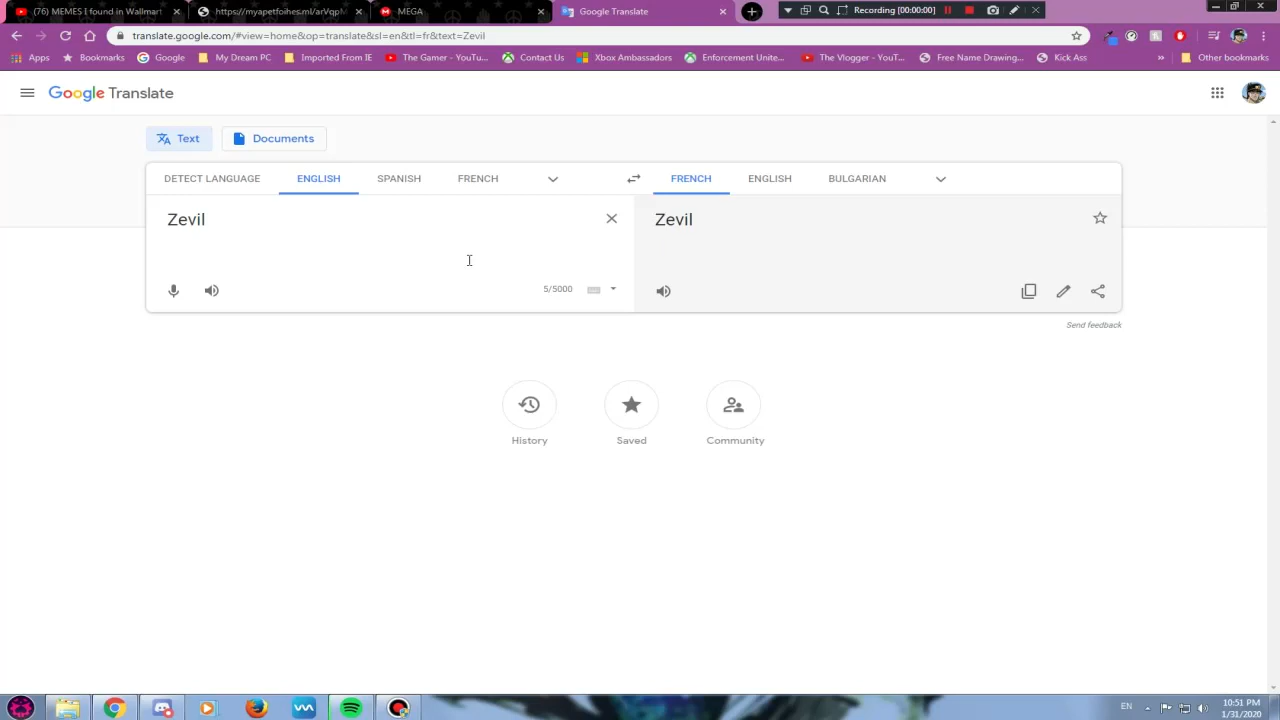 (76) MEMES I found in Wallmart
https://myapetfoihes.ml/arVqpM
MEGA
Google Translate
Recording [00:00:00]
translate.google.com/#view=home&op=translate&sl=en&tl=fr&text=Zevil
Apps
Bookmarks
Google
My Dream PC
Imported From IE
The Gamer - YouTu...
Contact Us
Xbox Ambassadors
Enforcement Unite...
The Vlogger - YouT...
Free Name Drawing...
Kick Ass
»
Other bookmarks
Google Translate
Text
Documents
DETECT LANGUAGE
ENGLISH
SPANISH
FRENCH
FRENCH
ENGLISH
BULGARIAN
Zevil
Zevil
5/5000
Send feedback
History
Saved
Community
EN
10:51 PM
1/31/2020